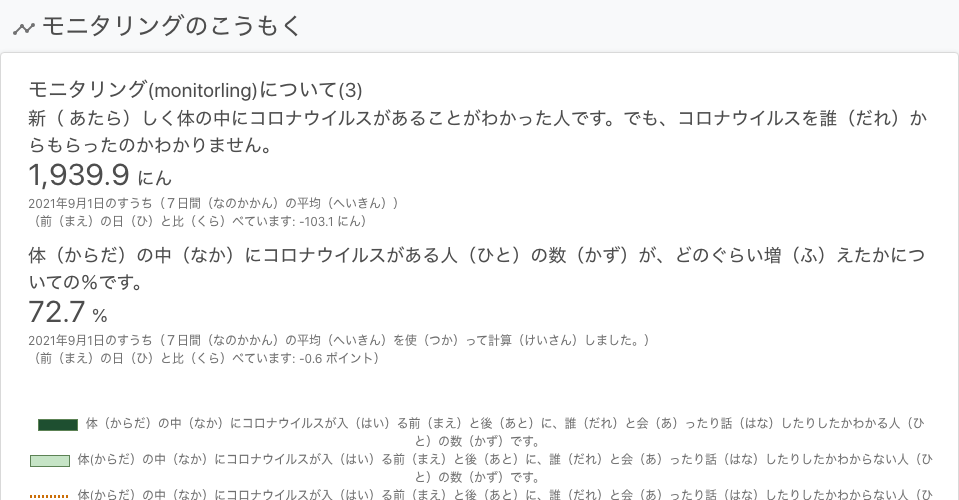 モニタリングのこうもく
モニタリング(monitorling)について(3)
新（ あたら）しく体の中にコロナウイルスがあることがわかった人です。でも、コロナウイルスを誰（だれ）か
らもらったのかわかりません。
1,939.9 にん
2021年9月1日のすうち（７日間（なのかかん）の平均（へいきん））
（前（まえ）の日（ひ）と比（くら）べています: -103.1 にん）
体（からだ）の中（なか）にコロナウイルスがある人（ひと）の数（かず）が、どのぐらい増（ふ）えたかにつ
いての％です。
72.7 %
2021年9月1日のすうち（７日間（なのかかん）の平均（へいきん）を使（つか）って計算（けいさん）しました。）
（前（まえ）の日（ひ）と比（くら）べています: -0.6 ポイント）
体（からだ）の中（なか）にコロナウイルスが入（はい）る前（まえ）と後（あと）に、誰（だれ）と会（あ）ったり話（はな）したりしたかわかる人（ひ
と）の数（かず）です。
体(からだ）の中（なか）にコロナウイルスが入（はい）る前（まえ）と後（あと）に、誰（だれ）と会（あ）ったり話（はな）したりしたかわからない人（ひ
と）の数（かず）です。
体(からだ）の中（なか）にコロナウイルスが入（はい）る前（まえ）と後（あと）に、誰（だれ）と会（あ）ったり話（はな）したりしたかわからない人（ひ